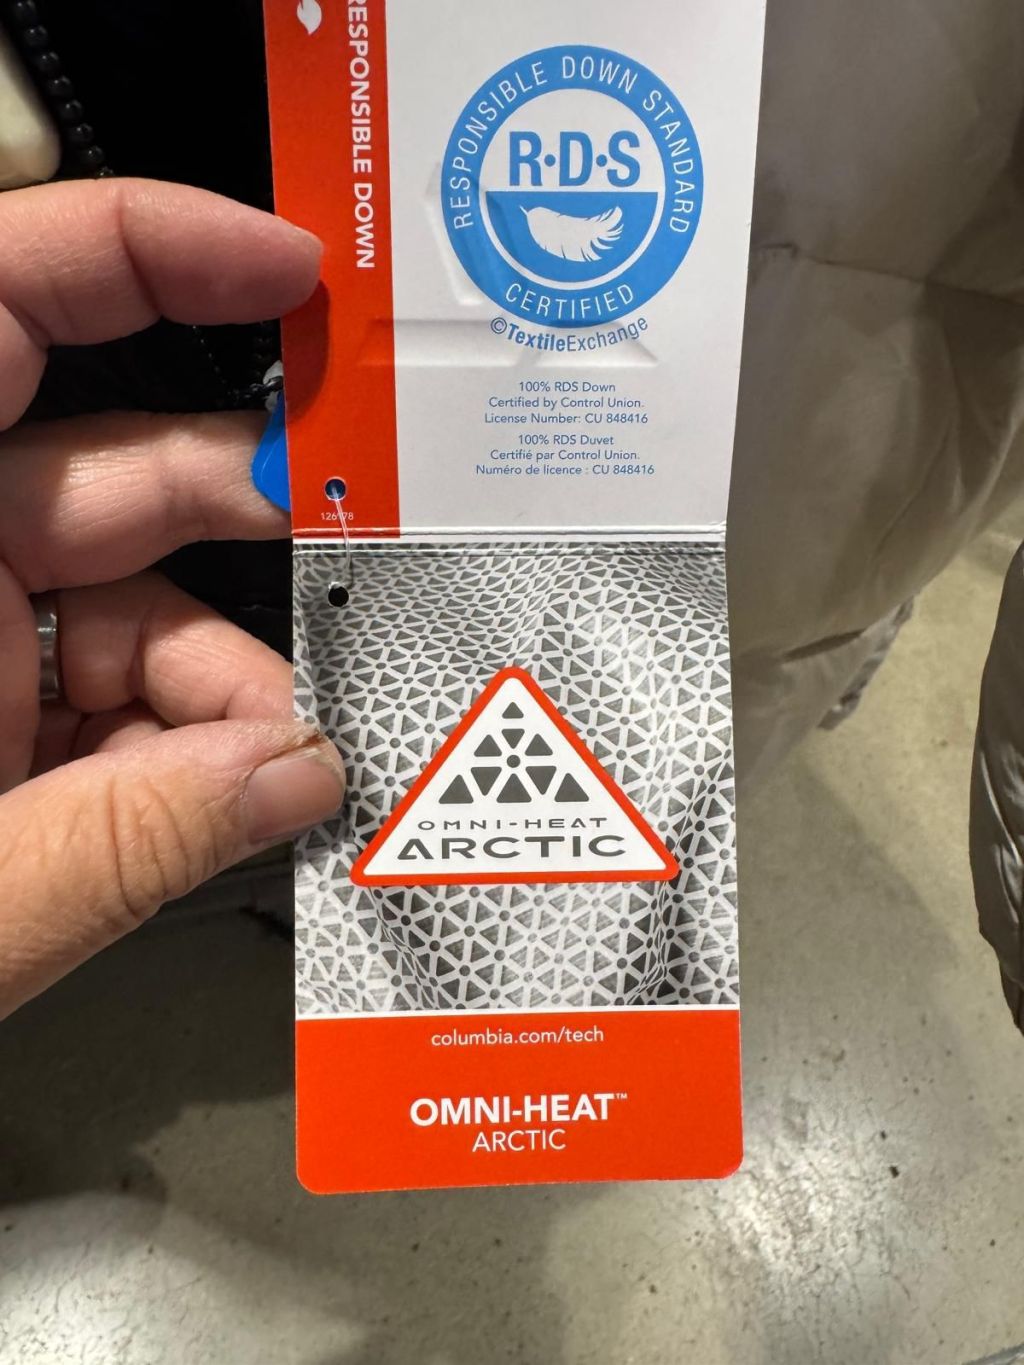 RESPONSIBLE DOWN
RESPONSIBLE DOWN STANDARD
R·D·S
CERTIFIED
©TextileExchange
100% RDS Down
Certified by Control Union.
License Number: CU 848416
100% RDS Duvet
Certifié par Control Union.
Numéro de licence : CU 848416
OMNI-HEAT
ARCTIC
columbia.com/tech
OMNI-HEAT™
ARCTIC